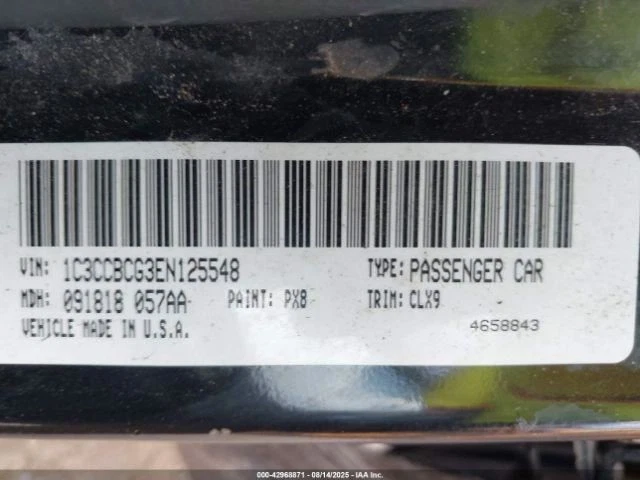 VIN: 1C3CCBCG3EN125548 TYPE: PASSENGER CAR
MDH: 091818 057AA PAINT: PX8 TRIM: CLX9
VEHICLE MADE IN U.S.A. 4658843
000-42968871 | 08/14/2025 - IAA Inc.